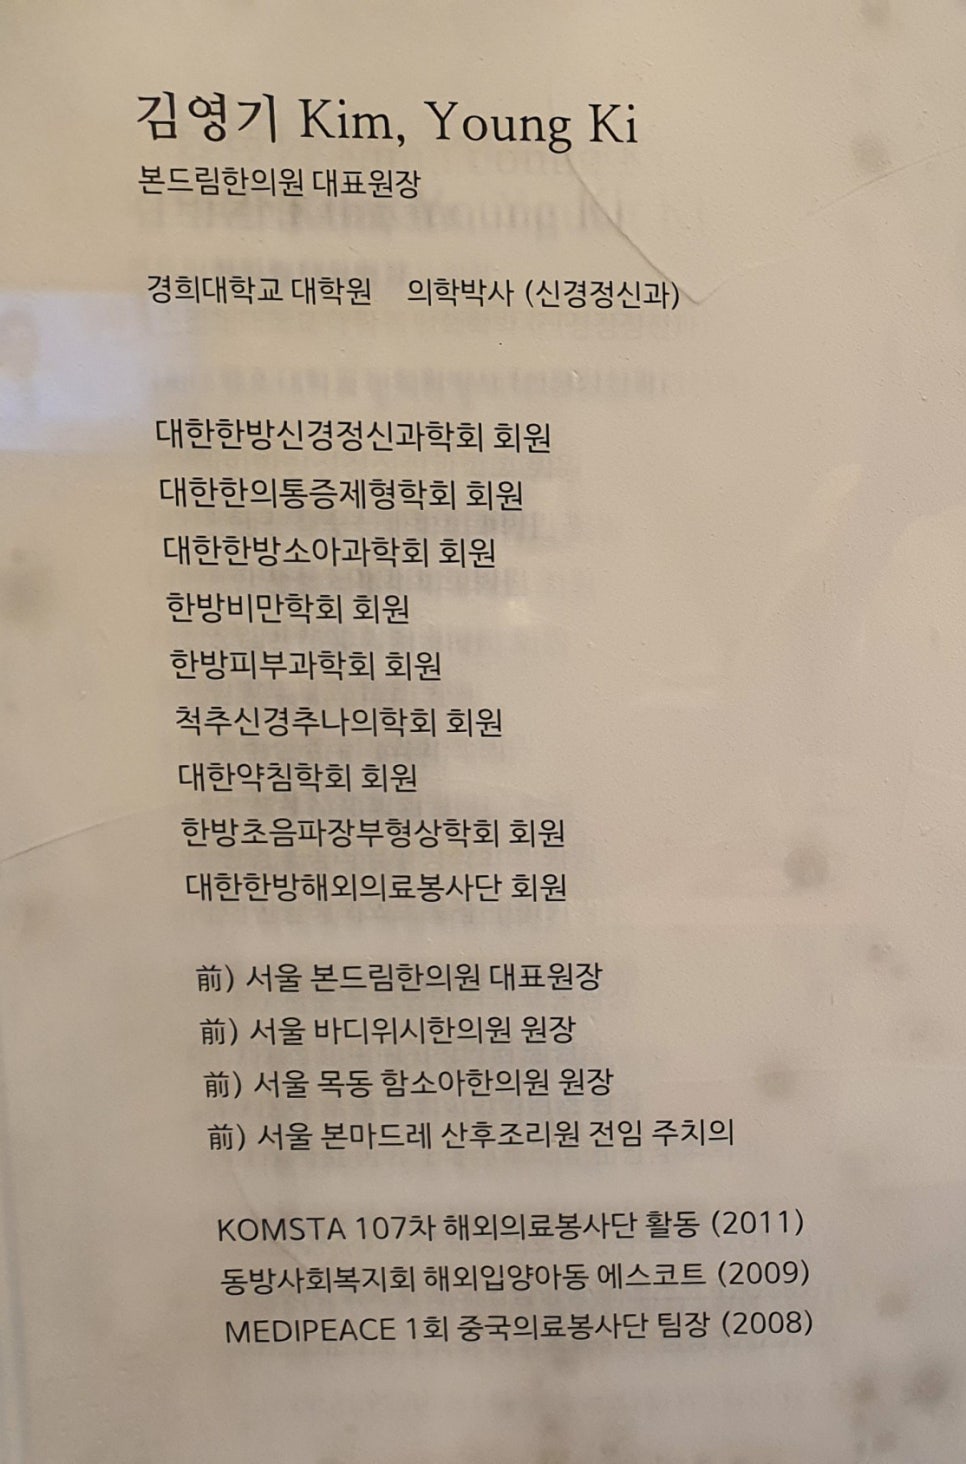 김영기 Kim, Young Ki
본드림한의원 대표원장
경희대학교 대학원 의학박사 (신경정신과)
대한한방신경정신과학회 회원
대한한의통증제형학회 회원
대한한방소아과학회 회원
한방비만학회 회원
한방피부과학회 회원
척추신경추나의학회 회원
대한약침학회 회원
한방초음파장부형상학회 회원
대한한방해외의료봉사단 회원
前) 서울 본드림한의원 대표원장
前) 서울 바디위시한의원 원장
前) 서울 목동 함소아한의원 원장
前) 서울 본마드레 산후조리원 전임 주치의
KOMSTA 107차 해외의료봉사단 활동 (2011)
동방사회복지회 해외입양아동 에스코트 (2009)
MEDIPEACE 1회 중국의료봉사단 팀장 (2008)